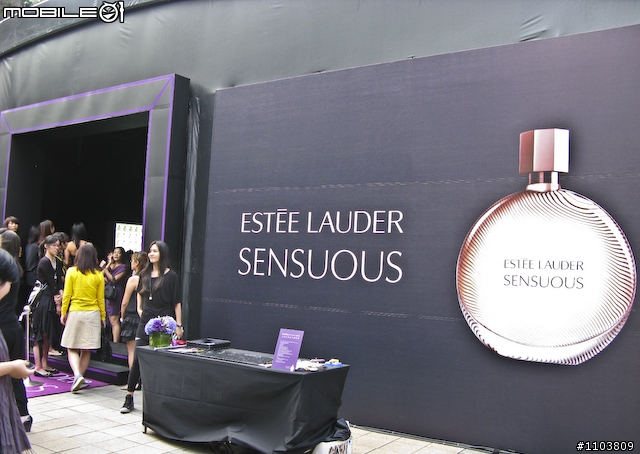 MOBILE01
ESTĒE LAUDER
SENSUOUS
ESTĒE LAUDER
SENSUOUS
#1103809